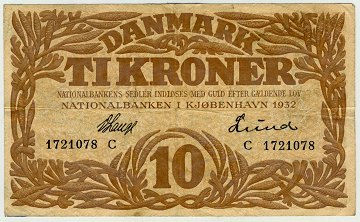 DANMARK
TI KRONER
NATIONALBANKENS SEDLER INDLØSES MED GULD EFTER GÆLDENDE LOV
NATIONALBANKEN I KJØBENHAVN 1932
1721078 C
C 1721078
10